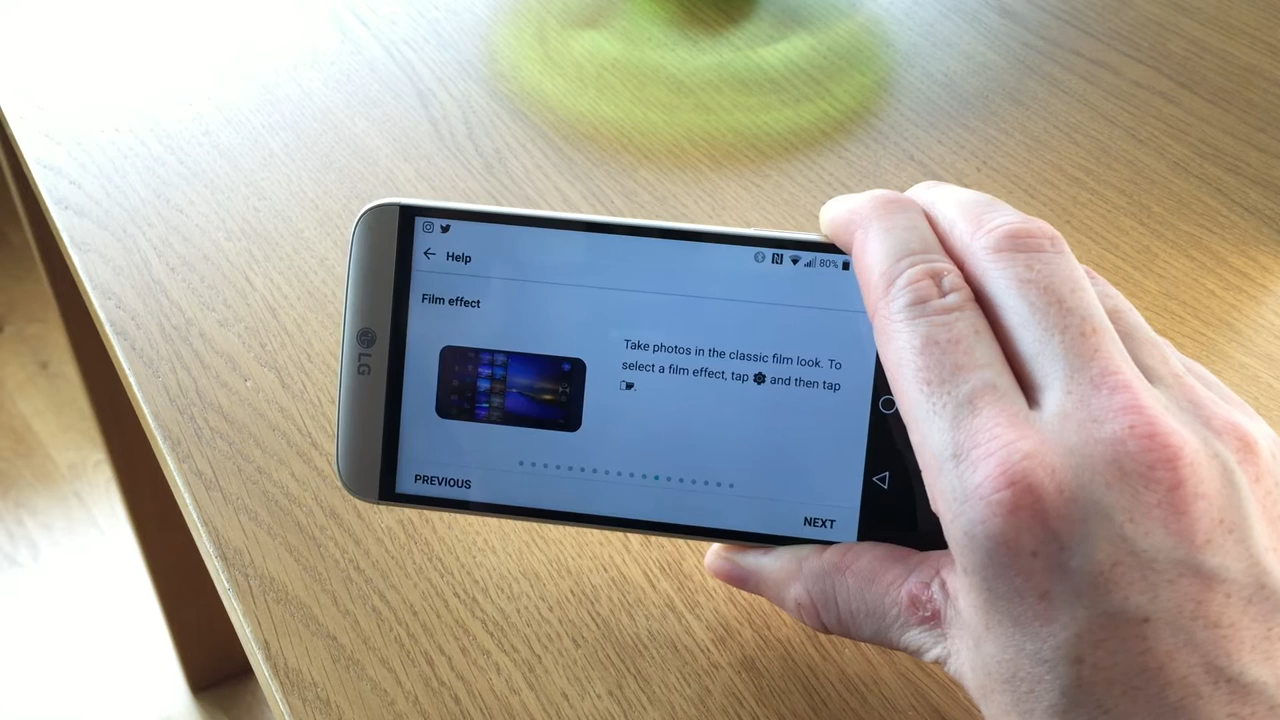 80%
Help
Film effect
Take photos in the classic film look. To
select a film effect, tap and then tap
.
PREVIOUS
NEXT
LG